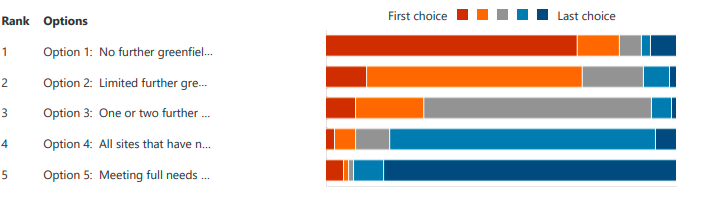 First choice Last choice
Rank Options
1 Option 1: No further greenfiel...
2 Option 2: Limited further gre...
3 Option 3: One or two further ...
4 Option 4: All sites that have n...
5 Option 5: Meeting full needs ...